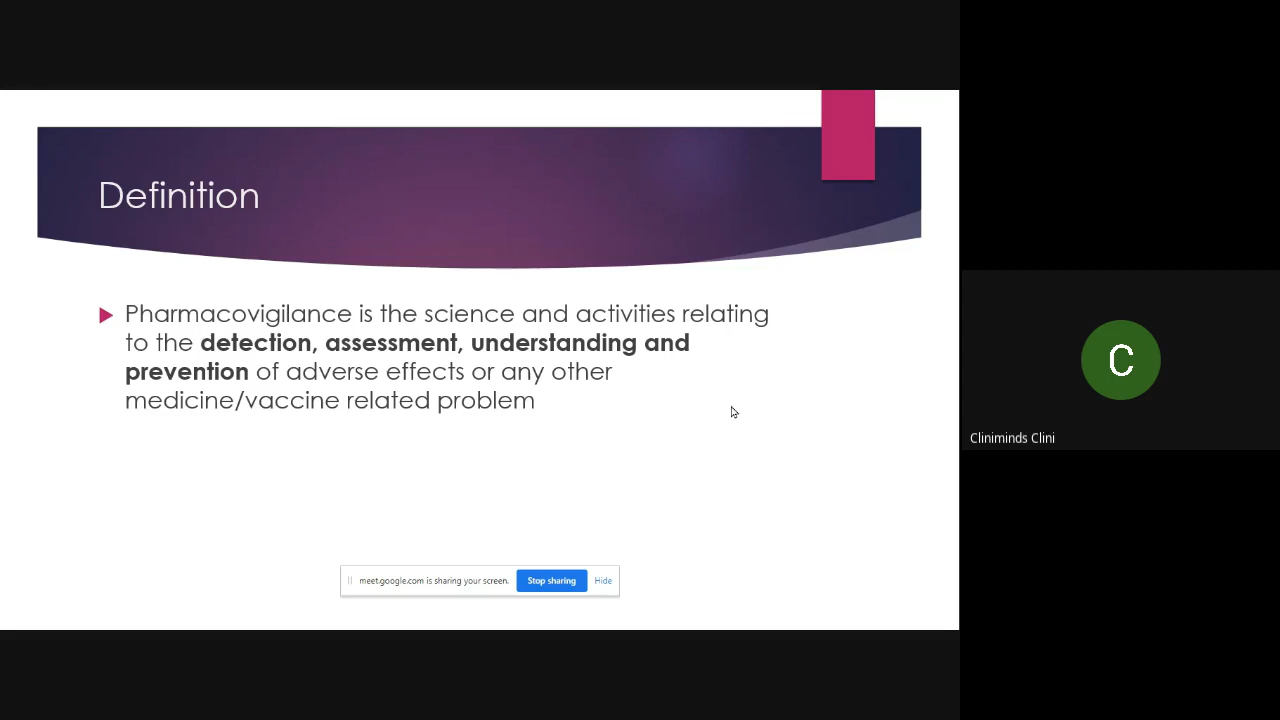 Definition
Pharmacovigilance is the science and activities relating
to the detection, assessment, understanding and
prevention of adverse effects or any other
medicine/vaccine related problem
meet.google.com is sharing your screen. Stop sharing Hide
C
Cliniminds Clini